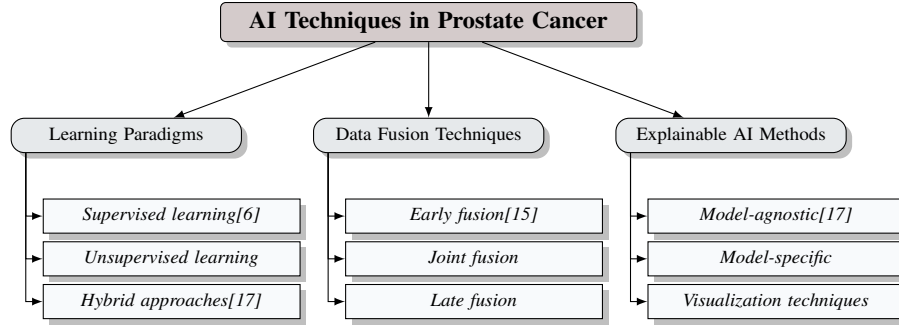 AI Techniques in Prostate Cancer
Learning Paradigms
Supervised learning[6]
Unsupervised learning
Hybrid approaches[17]
Data Fusion Techniques
Early fusion[15]
Joint fusion
Late fusion
Explainable AI Methods
Model-agnostic[17]
Model-specific
Visualization techniques